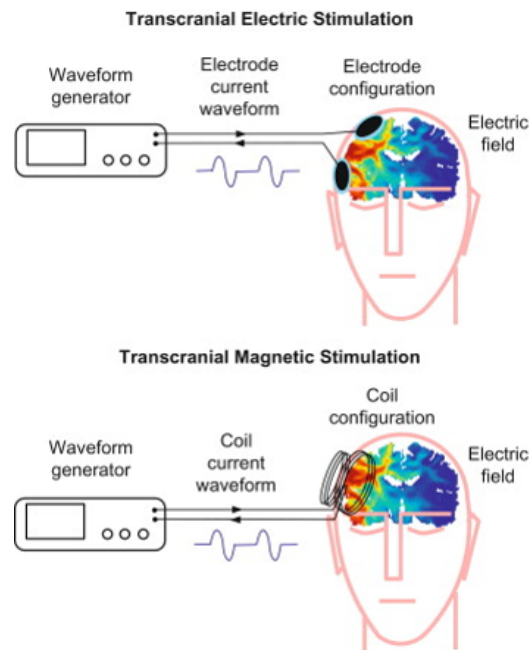 Transcranial Electric Stimulation
Waveform
generator
Electrode
current
waveform
Electrode
configuration
Electric
field
Transcranial Magnetic Stimulation
Waveform
generator
Coil
current
waveform
Coil
configuration
Electric
field